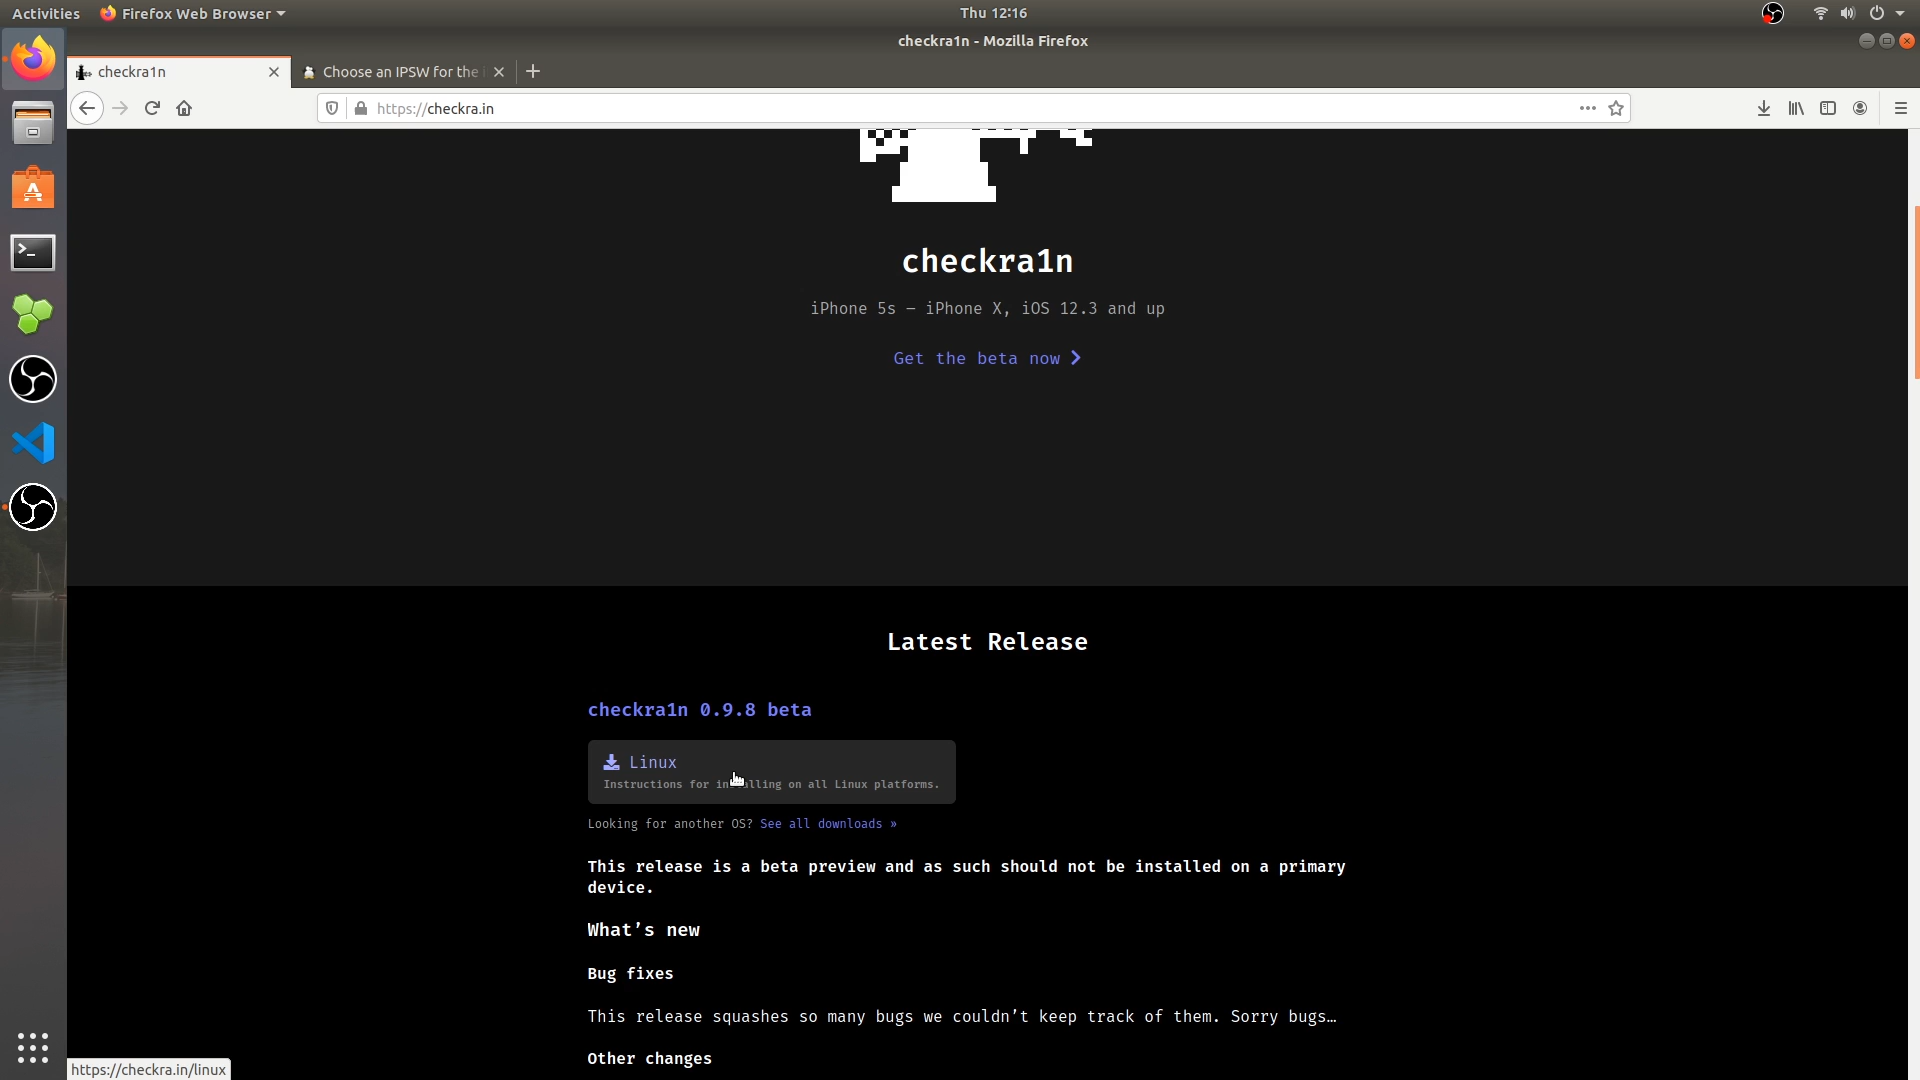 Activities Firefox Web Browser Thu 12:16
checkra1n - Mozilla Firefox
checkra1n Choose an IPSW for the
https://checkra.in
checkra1n
iPhone 5s – iPhone X, iOS 12.3 and up
Get the beta now
Latest Release
checkra1n 0.9.8 beta
Linux
Instructions for installing on all Linux platforms.
Looking for another OS? See all downloads »
This release is a beta preview and as such should not be installed on a primary
device.
What’s new
Bug fixes
This release squashes so many bugs we couldn’t keep track of them. Sorry bugs…
Other changes
https://checkra.in/linux